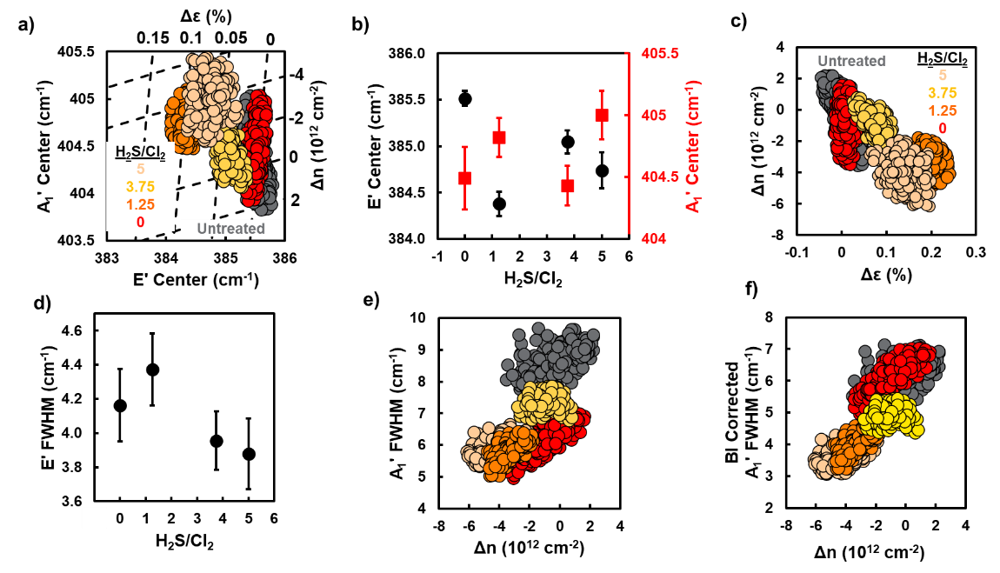 a)
Δε (%)
0.15 0.1 0.05 0
405.5
405
404.5
404
403.5
A₁' Center (cm⁻¹)
-4
-2
0
2
Δn (10¹² cm⁻²)
H₂S/Cl₂
5
3.75
1.25
0
Untreated
383 384 385 386
E' Center (cm⁻¹)
b)
386.0
385.5
385.0
384.5
384.0
E' Center (cm⁻¹)
405.5
405
404.5
404
A₁' Center (cm⁻¹)
-1 0 1 2 3 4 5 6
H₂S/Cl₂
c)
4
2
0
-2
-4
-6
-8
Δn (10¹² cm⁻²)
Untreated
H₂S/Cl₂
5
3.75
1.25
0
-0.1 0 0.1 0.2 0.3
Δε (%)
d)
4.6
4.4
4.2
4.0
3.8
3.6
E' FWHM (cm⁻¹)
0 1 2 3 4 5 6
H₂S/Cl₂
e)
10
9
8
7
6
5
4
A₁' FWHM (cm⁻¹)
-8 -6 -4 -2 0 2 4
Δn (10¹² cm⁻²)
f)
8
7
6
5
4
3
2
BI Corrected
A₁' FWHM (cm⁻¹)
-8 -6 -4 -2 0 2 4
Δn (10¹² cm⁻²)